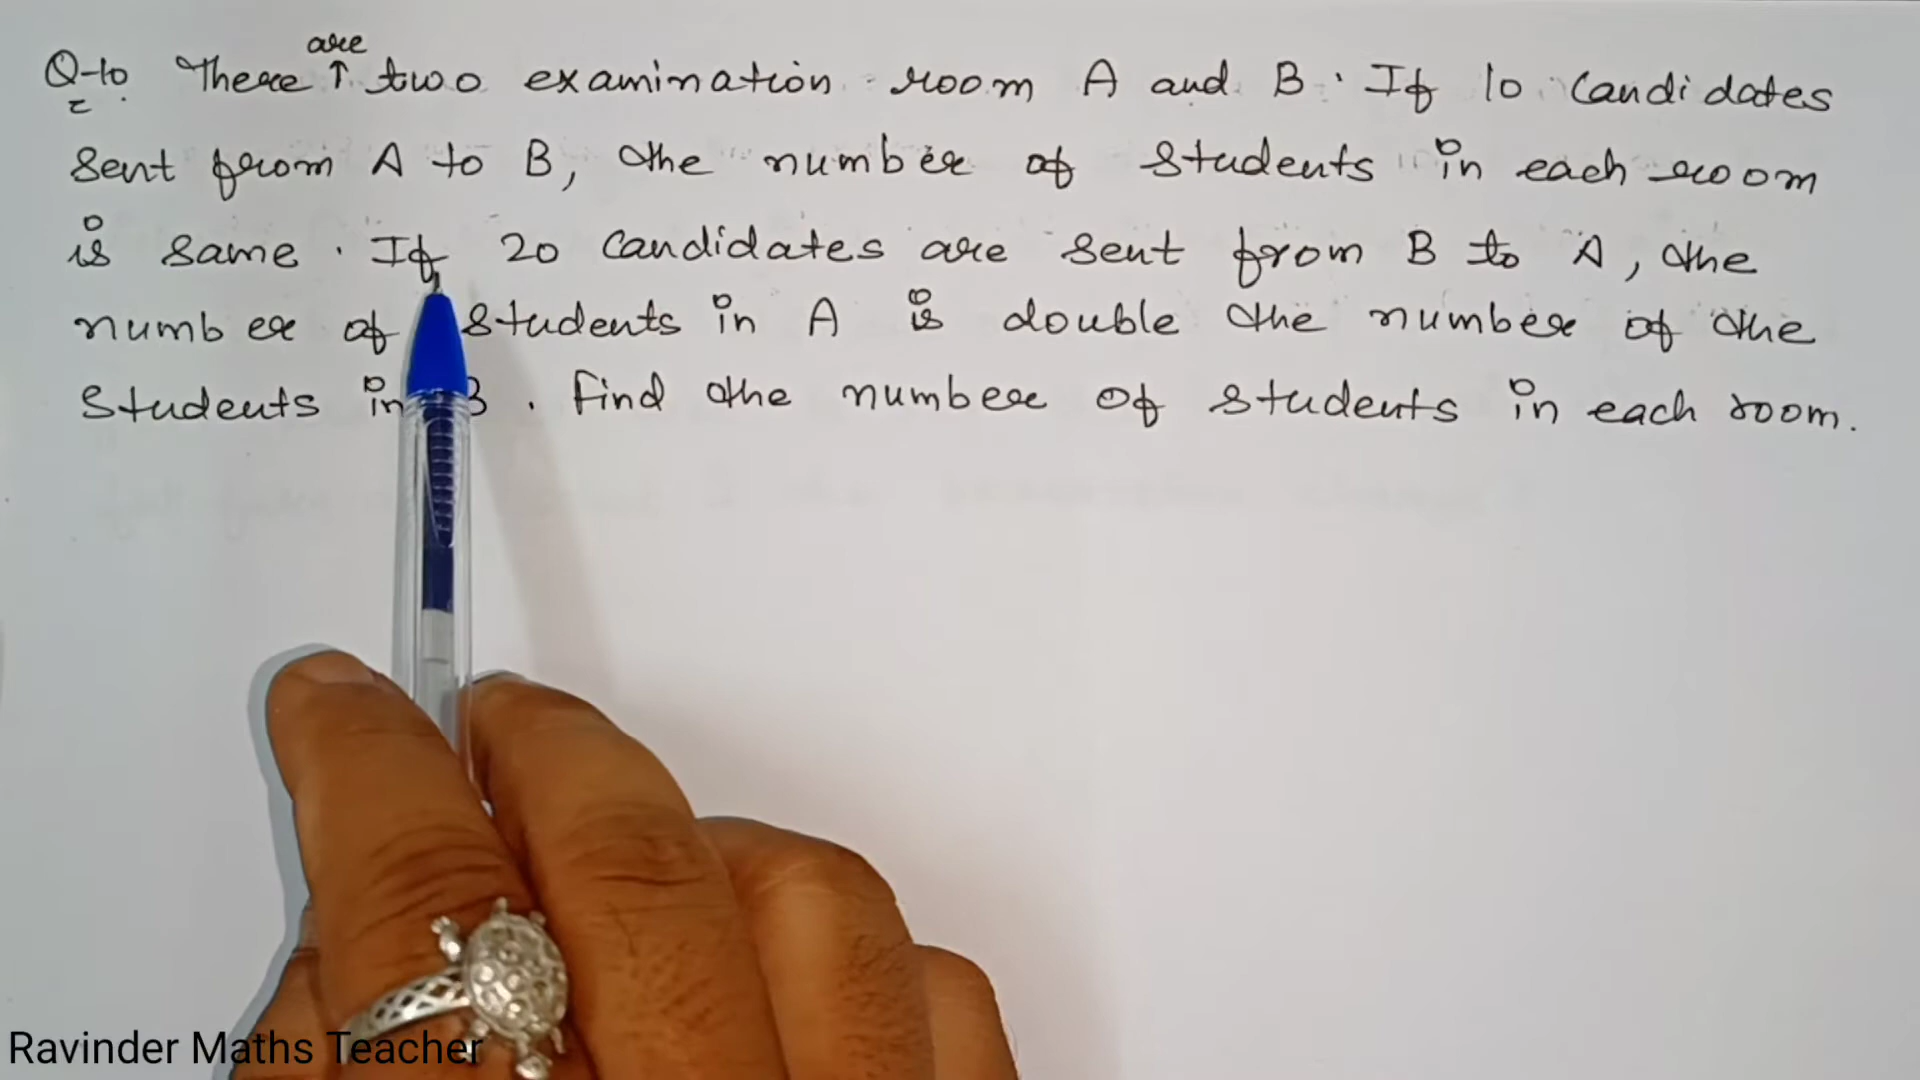 Q-10 There are ↑ two examination room A and B. If 10 Candidates
sent from A to B, the number of students in each room
is same. If 20 candidates are sent from B to A, the
number of students in A is double the number of the
students in B. Find the number of students in each room.
Ravinder Maths Teacher